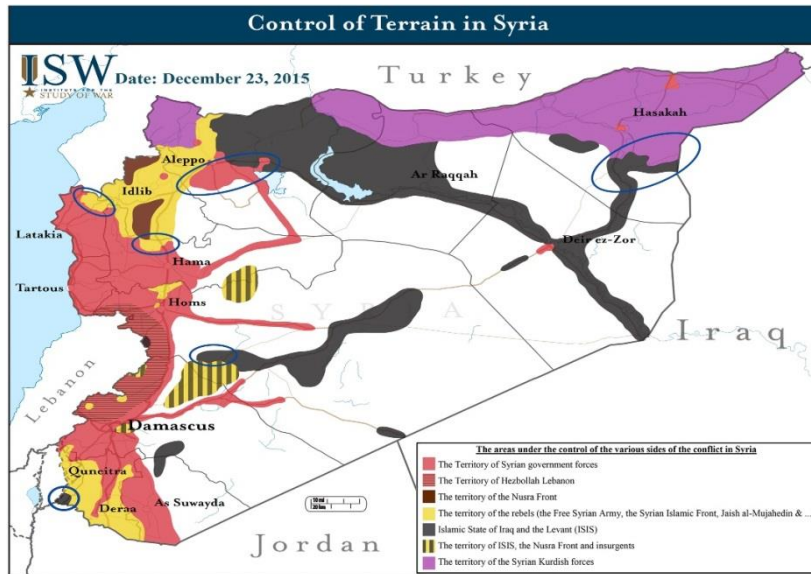 Control of Terrain in Syria
ISW
INSTITUTE FOR THE
STUDY OF WAR
Date: December 23, 2015
Turkey
Hasakah
Aleppo
Idlib
Ar Raqqah
Latakia
Deir ez-Zor
Hama
Tartous
Homs
SYRIA
Iraq
Lebanon
Damascus
Quneitra
As Suwayda
Deraa
Jordan
The areas under the control of the various sides of the conflict in Syria
The Territory of Syrian government forces
The Territory of Hezbollah Lebanon
The territory of the Nusra Front
The territory of the rebels (the Free Syrian Army, the Syrian Islamic Front, Jaish al-Mujahedin & ...
Islamic State of Iraq and the Levant (ISIS)
The territory of ISIS, the Nusra Front and insurgents
The territory of the Syrian Kurdish forces